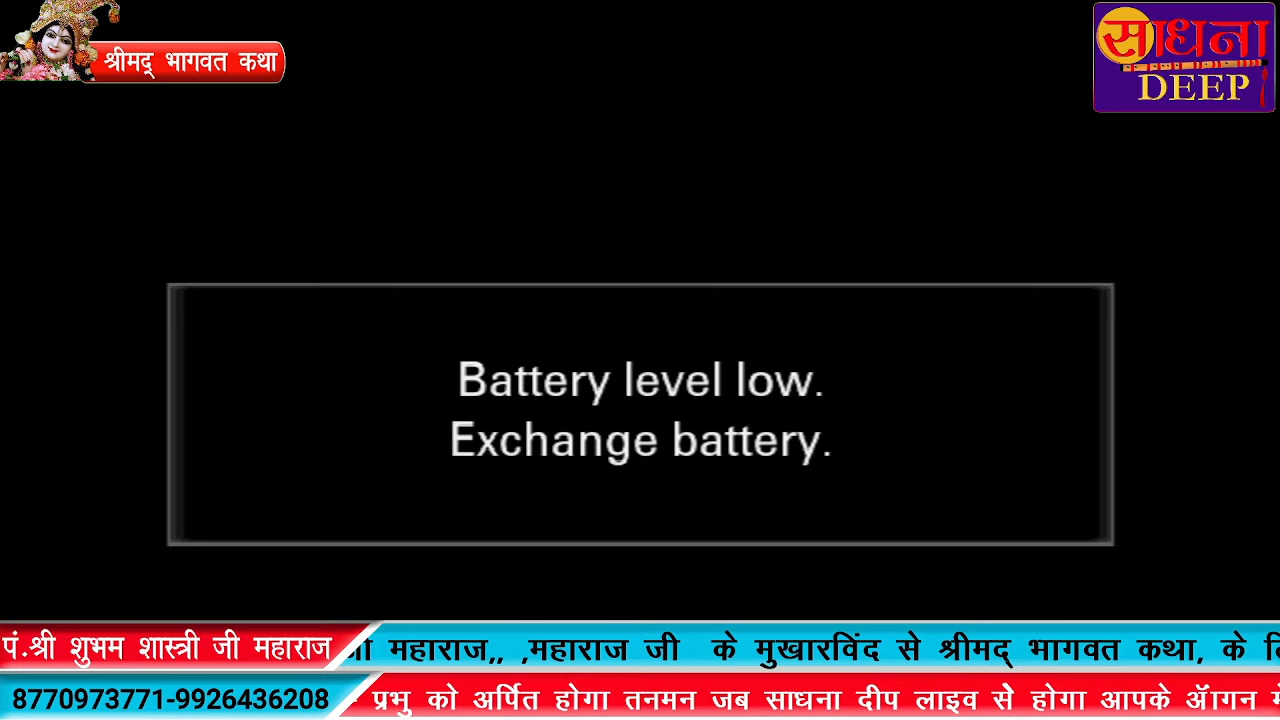 श्रीमद् भागवत कथा
साधना
DEEP
Battery level low.
Exchange battery.
पं.श्री शुभम शास्त्री जी महाराज
महाराज,, ,महाराज जी के मुखारविंद से श्रीमद् भागवत कथा, के
8770973771-9926436208
प्रभु को अर्पित होगा तनमन जब साधना दीप लाइव सेे होगा आपके ॲागन